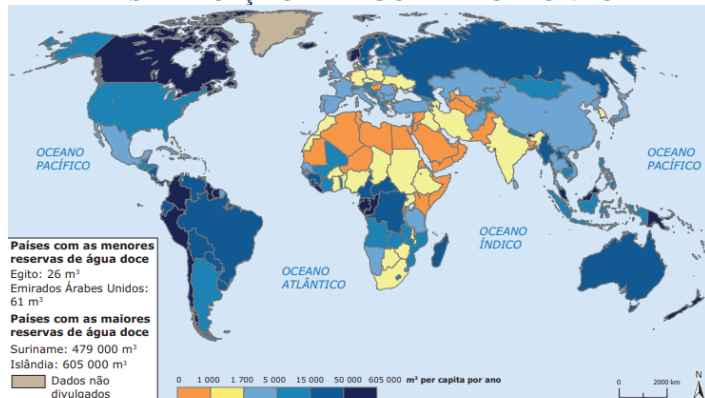 OCEANO
PACÍFICO
OCEANO
PACÍFICO
OCEANO
ÍNDICO
OCEANO
ATLÂNTICO
Países com as menores
reservas de água doce
Egito: 26 m³
Emirados Árabes Unidos:
61 m³
Países com as maiores
reservas de água doce
Suriname: 479 000 m³
Islândia: 605 000 m³
Dados não
divulgados
0 1 000 1 700 5 000 15 000 50 000 605 000 m³ per capita por ano
0 2000 km
N